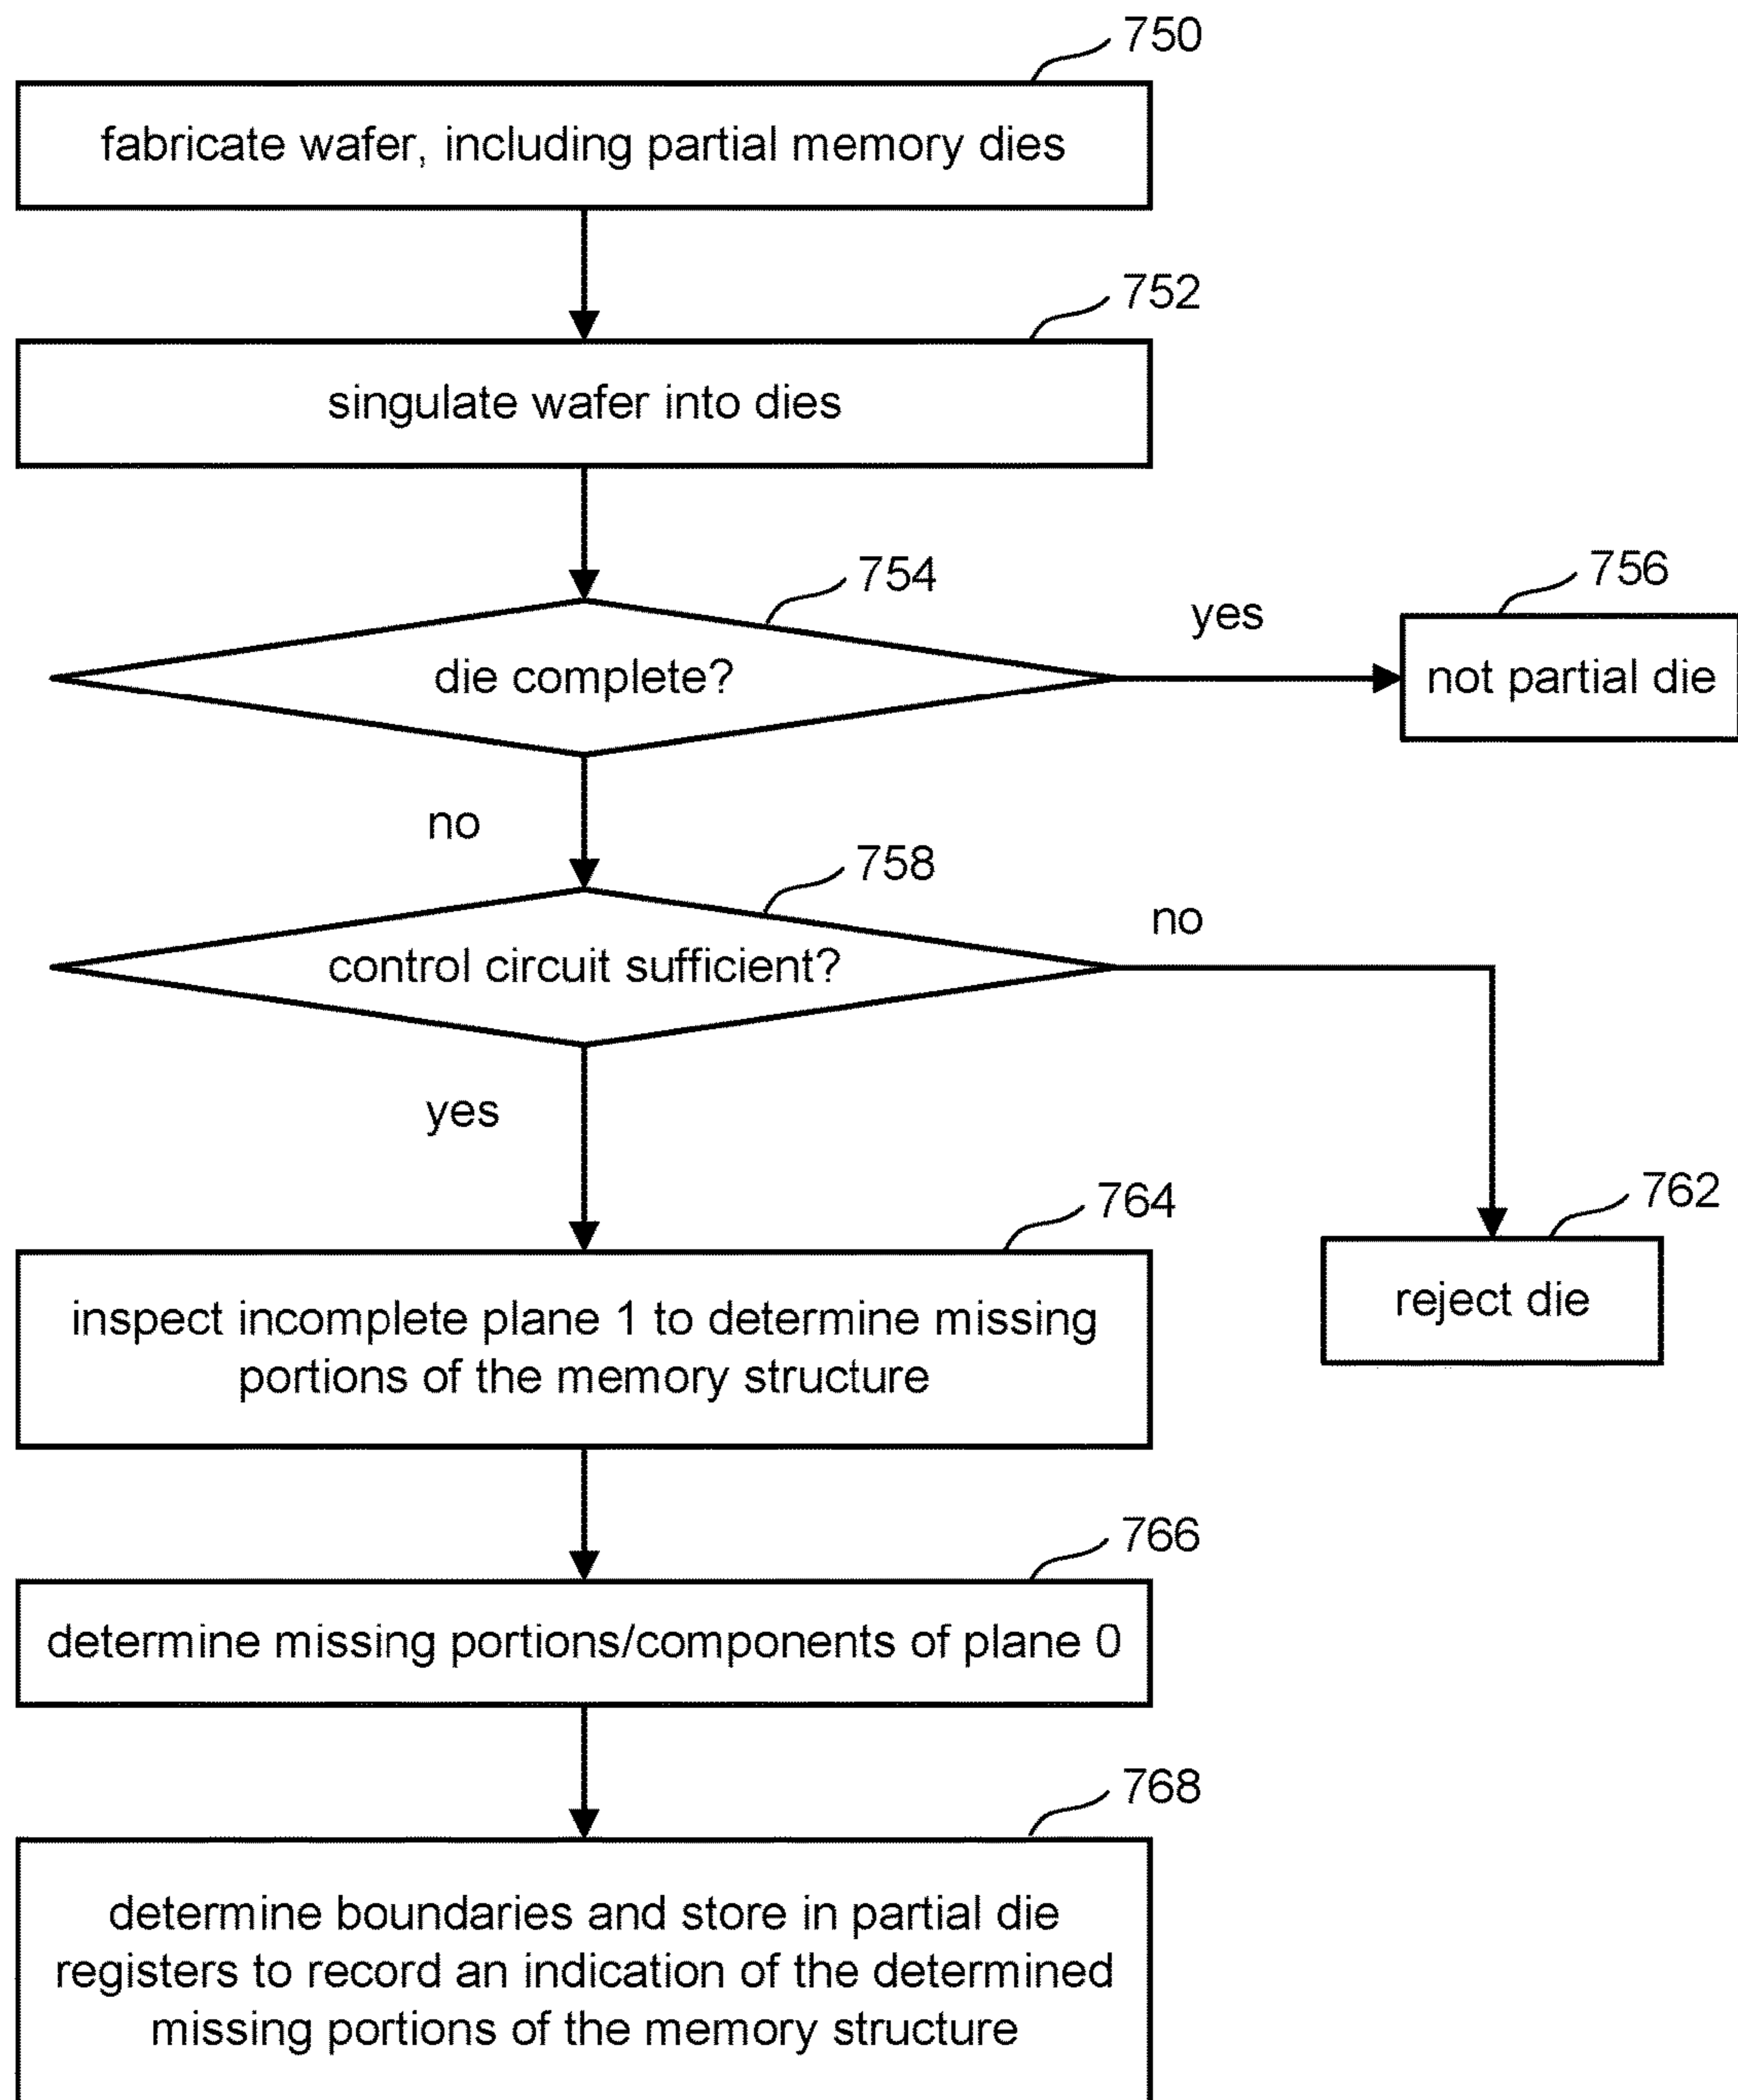 750
fabricate wafer, including partial memory dies
752
singulate wafer into dies
754
die complete?
yes
756
not partial die
no
758
control circuit sufficient?
no
yes
762
reject die
764
inspect incomplete plane 1 to determine missing
portions of the memory structure
766
determine missing portions/components of plane 0
768
determine boundaries and store in partial die
registers to record an indication of the determined
missing portions of the memory structure